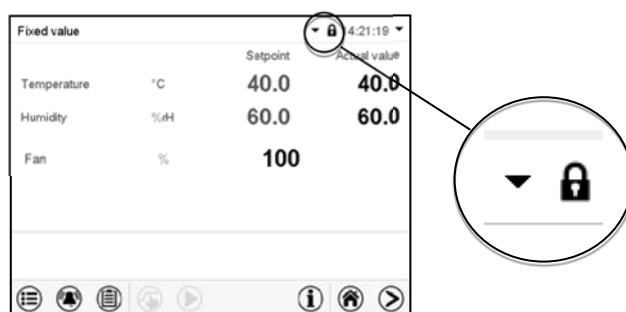 Fixed value 14:21:19
Setpoint Actual value
Temperature °C 40.0 40.0
Humidity %rH 60.0 60.0
Fan % 100